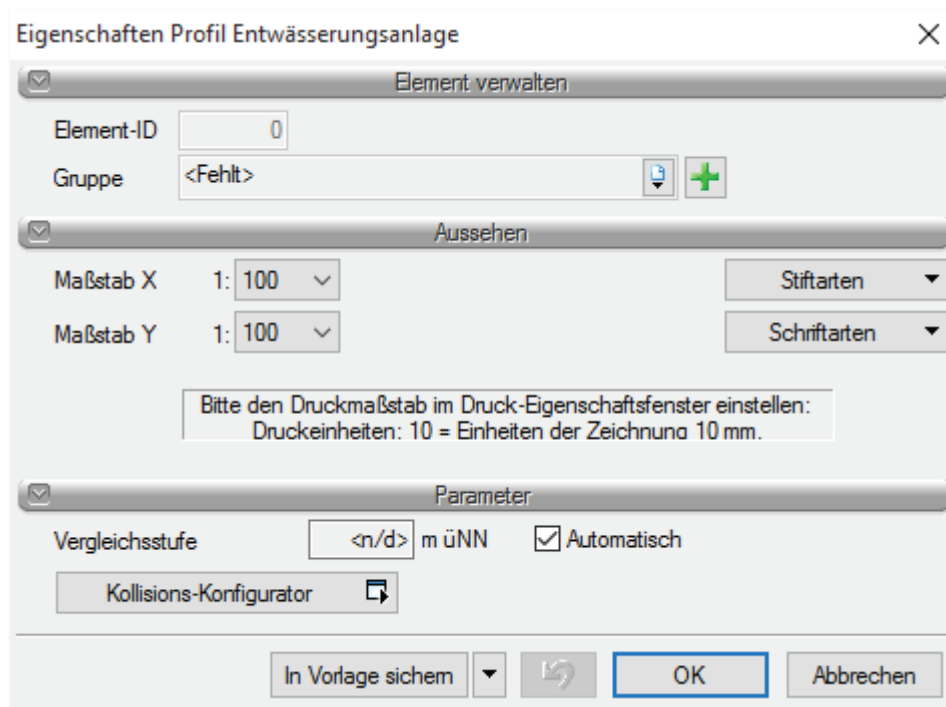 Eigenschaften Profil Entwässerungsanlage
Element verwalten
Element-ID 0
Gruppe <Fehlt>
Aussehen
Maßstab X 1: 100 Stiftarten
Maßstab Y 1: 100 Schriftarten
Bitte den Druckmaßstab im Druck-Eigenschaftsfenster einstellen:
Druckeinheiten: 10 = Einheiten der Zeichnung 10 mm.
Parameter
Vergleichsstufe <n/d> m üNN Automatisch
Kollisions-Konfigurator
In Vorlage sichern OK Abbrechen